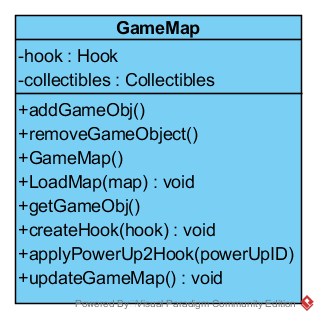 GameMap
-hook : Hook
-collectibles : Collectibles
+addGameObj()
+removeGameObject()
+GameMap()
+LoadMap(map) : void
+getGameObj()
+createHook(hook) : void
+applyPowerUp2Hook(powerUpID)
+updateGameMap() : void
Powered By Visual Paradigm Community Edition